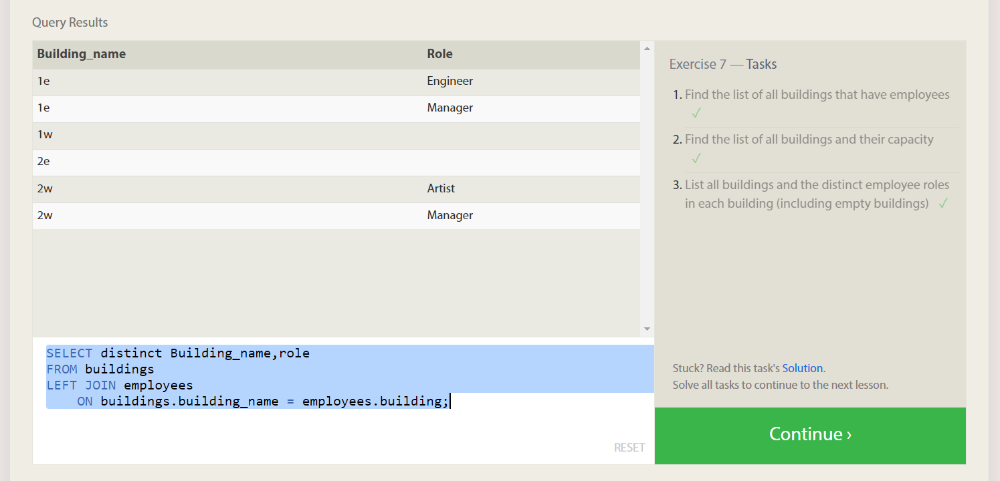 Query Results
Building_name Role
1e Engineer
1e Manager
1w
2e
2w Artist
2w Manager
SELECT distinct Building_name,role
FROM buildings
LEFT JOIN employees
    ON buildings.building_name = employees.building;
RESET
Exercise 7 — Tasks
1. Find the list of all buildings that have employees
✓
2. Find the list of all buildings and their capacity
✓
3. List all buildings and the distinct employee roles
in each building (including empty buildings) ✓
Stuck? Read this task's Solution.
Solve all tasks to continue to the next lesson.
Continue ›